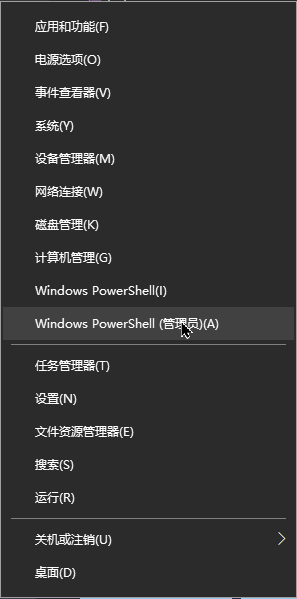 应用和功能(F)
电源选项(O)
事件查看器(V)
系统(Y)
设备管理器(M)
网络连接(W)
磁盘管理(K)
计算机管理(G)
Windows PowerShell(I)
Windows PowerShell (管理员)(A)
任务管理器(T)
设置(N)
文件资源管理器(E)
搜索(S)
运行(R)
关机或注销(U)
桌面(D)